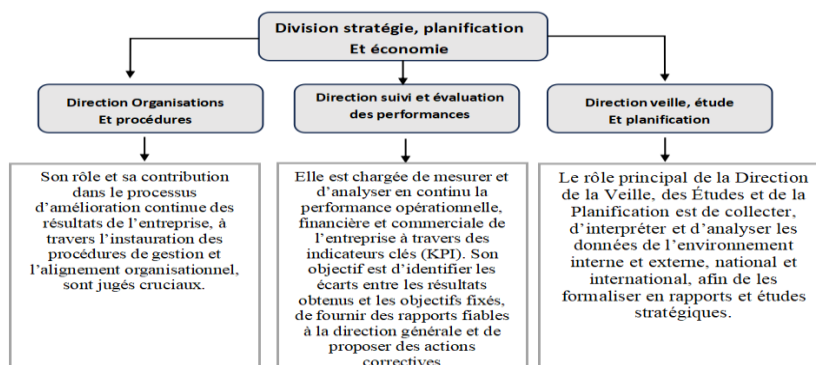 Division stratégie, planification
Et économie
Direction Organisations
Et procédures
Direction suivi et évaluation
des performances
Direction veille, étude
Et planification
Son rôle et sa contribution
dans le processus
d’amélioration continue des
résultats de l’entreprise, à
travers l’instauration des
procédures de gestion et
l’alignement organisationnel,
sont jugés cruciaux.
Elle est chargée de mesurer et
d’analyser en continu la
performance opérationnelle,
financière et commerciale de
l’entreprise à travers des
indicateurs clés (KPI). Son
objectif est d’identifier les
écarts entre les résultats
obtenus et les objectifs fixés,
de fournir des rapports fiables
à la direction générale et de
proposer des actions
correctives
Le rôle principal de la Direction
de la Veille, des Études et de la
Planification est de collecter,
d’interpréter et d’analyser les
données de l’environnement
interne et externe, national et
international, afin de les
formaliser en rapports et études
stratégiques.